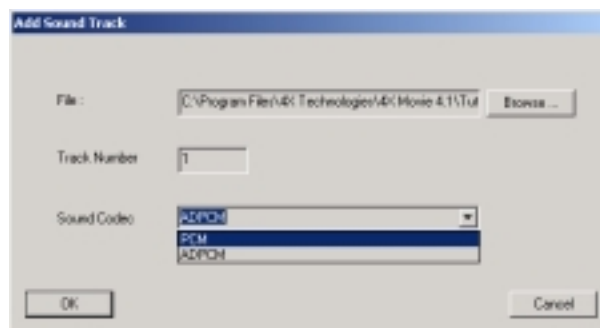 Add Sound Track
File :
C:\Program Files\4X Technologies\4X Movie 4.1\Tut
Browse ...
Track Number
1
Sound Codec
ADPCM
PCM
ADPCM
OK
Cancel